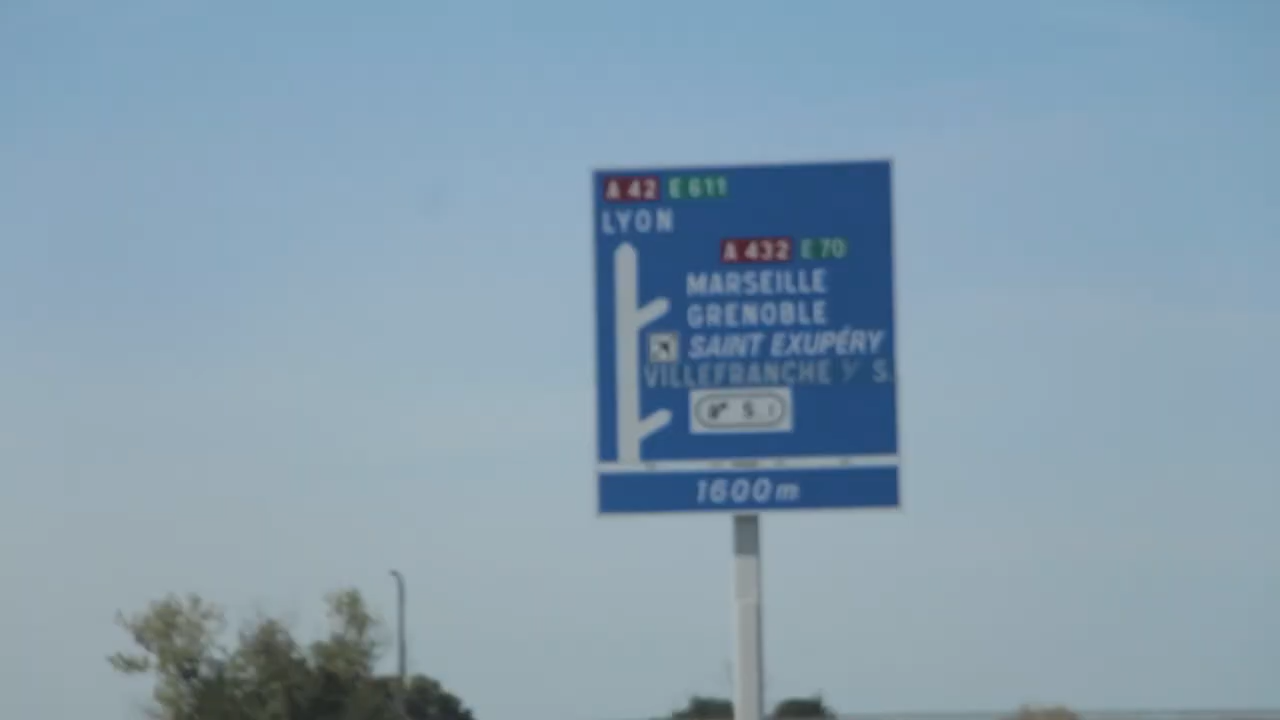 A 42 E 611
LYON
A 432 E 70
MARSEILLE
GRENOBLE
SAINT EXUPÉRY
VILLEFRANCHE
1600m